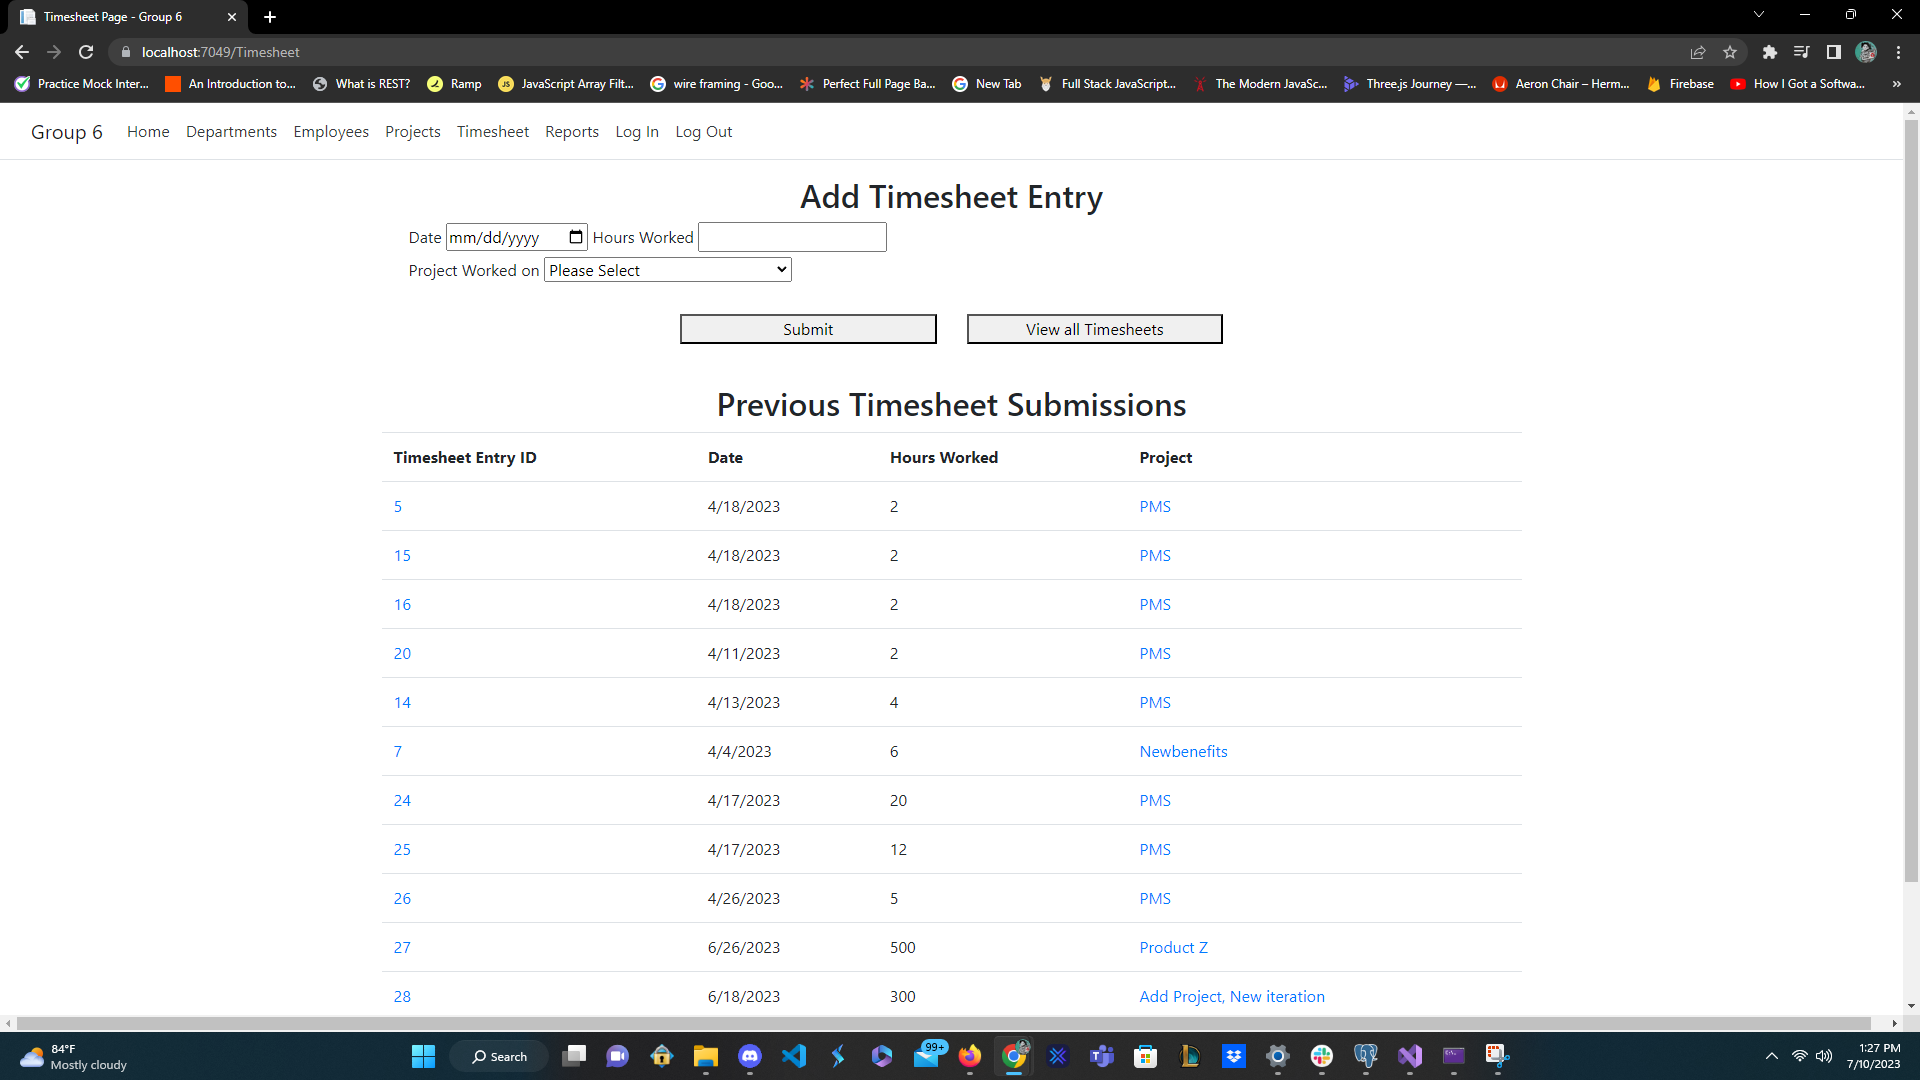 Timesheet Page - Group 6
localhost:7049/Timesheet
Practice Mock Inter... An Introduction to... What is REST? Ramp JavaScript Array Filt... wire framing - Goo... Perfect Full Page Ba... New Tab Full Stack JavaScript... The Modern JavaSc... Three.js Journey —... Aeron Chair – Herm... Firebase How I Got a Softwa... »
Group 6 Home Departments Employees Projects Timesheet Reports Log In Log Out
Add Timesheet Entry
Date mm/dd/yyyy Hours Worked
Project Worked on Please Select
Submit View all Timesheets
Previous Timesheet Submissions
Timesheet Entry ID Date Hours Worked Project
5 4/18/2023 2 PMS
15 4/18/2023 2 PMS
16 4/18/2023 2 PMS
20 4/11/2023 2 PMS
14 4/13/2023 4 PMS
7 4/4/2023 6 Newbenefits
24 4/17/2023 20 PMS
25 4/17/2023 12 PMS
26 4/26/2023 5 PMS
27 6/26/2023 500 Product Z
28 6/18/2023 300 Add Project, New iteration
84°F
Mostly cloudy
Search
99+
1:27 PM
7/10/2023